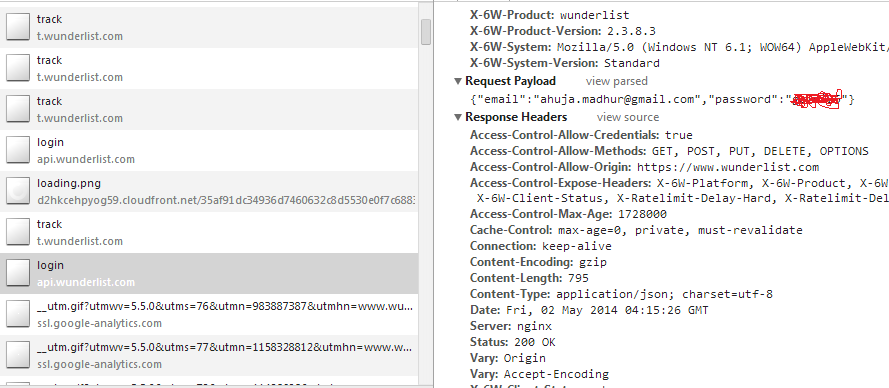 track
t.wunderlist.com
track
t.wunderlist.com
track
t.wunderlist.com
login
api.wunderlist.com
loading.png
d2hkcehpyog59.cloudfront.net/35af91dc34936d7460632c8d5530e0f7c688
track
t.wunderlist.com
login
api.wunderlist.com
__utm.gif?utmwv=5.5.0&utms=76&utmn=983887387&utmhn=www.wu...
ssl.google-analytics.com
__utm.gif?utmwv=5.5.0&utms=77&utmn=1158328812&utmhn=www.w...
ssl.google-analytics.com
X-6W-Product: wunderlist
X-6W-Product-Version: 2.3.8.3
X-6W-System: Mozilla/5.0 (Windows NT 6.1; WOW64) AppleWebKit/
X-6W-System-Version: Standard
Request Payload view parsed
{"email":"ahuja.madhur@gmail.com","password":" "}
Response Headers view source
Access-Control-Allow-Credentials: true
Access-Control-Allow-Methods: GET, POST, PUT, DELETE, OPTIONS
Access-Control-Allow-Origin: https://www.wunderlist.com
Access-Control-Expose-Headers: X-6W-Platform, X-6W-Product, X-6W
X-6W-Client-Status, X-Ratelimit-Delay-Hard, X-Ratelimit-Del
Access-Control-Max-Age: 1728000
Cache-Control: max-age=0, private, must-revalidate
Connection: keep-alive
Content-Encoding: gzip
Content-Length: 795
Content-Type: application/json; charset=utf-8
Date: Fri, 02 May 2014 04:15:26 GMT
Server: nginx
Status: 200 OK
Vary: Origin
Vary: Accept-Encoding